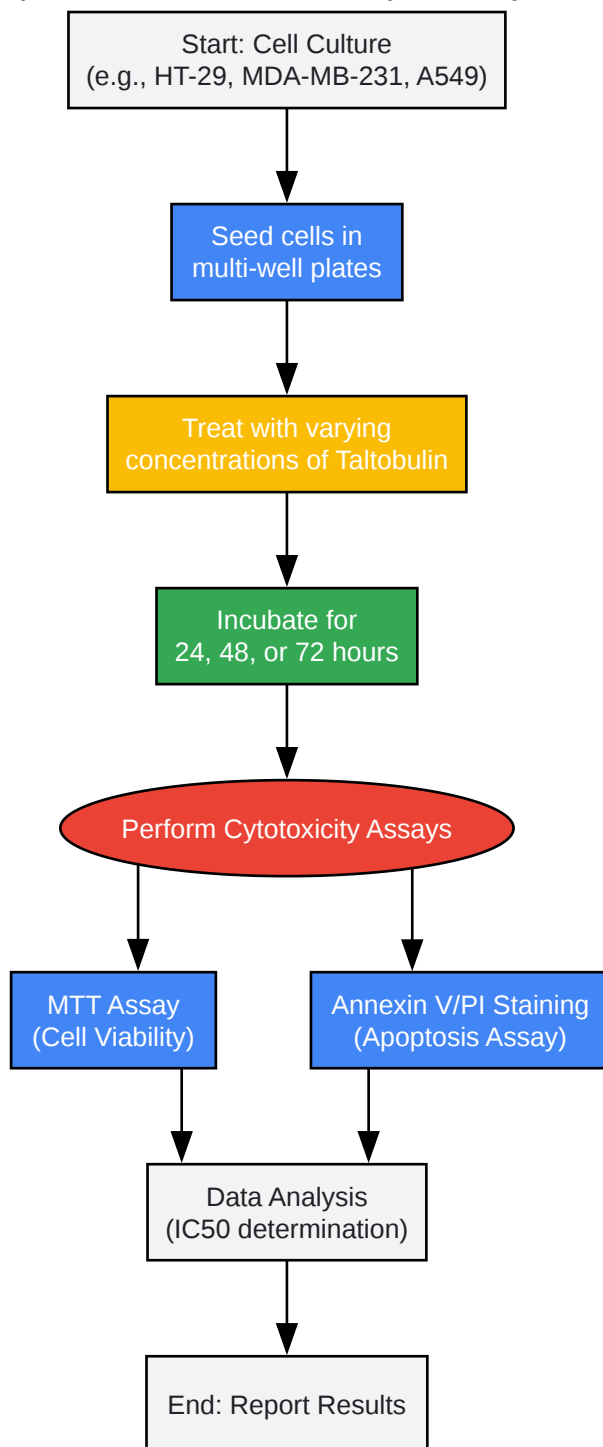 Start: Cell Culture
(e.g., HT-29, MDA-MB-231, A549)
Seed cells in
multi-well plates
Treat with varying
concentrations of Taltobulin
Incubate for
24, 48, or 72 hours
Perform Cytotoxicity Assays
MTT Assay
(Cell Viability)
Annexin V/PI Staining
(Apoptosis Assay)
Data Analysis
(IC50 determination)
End: Report Results